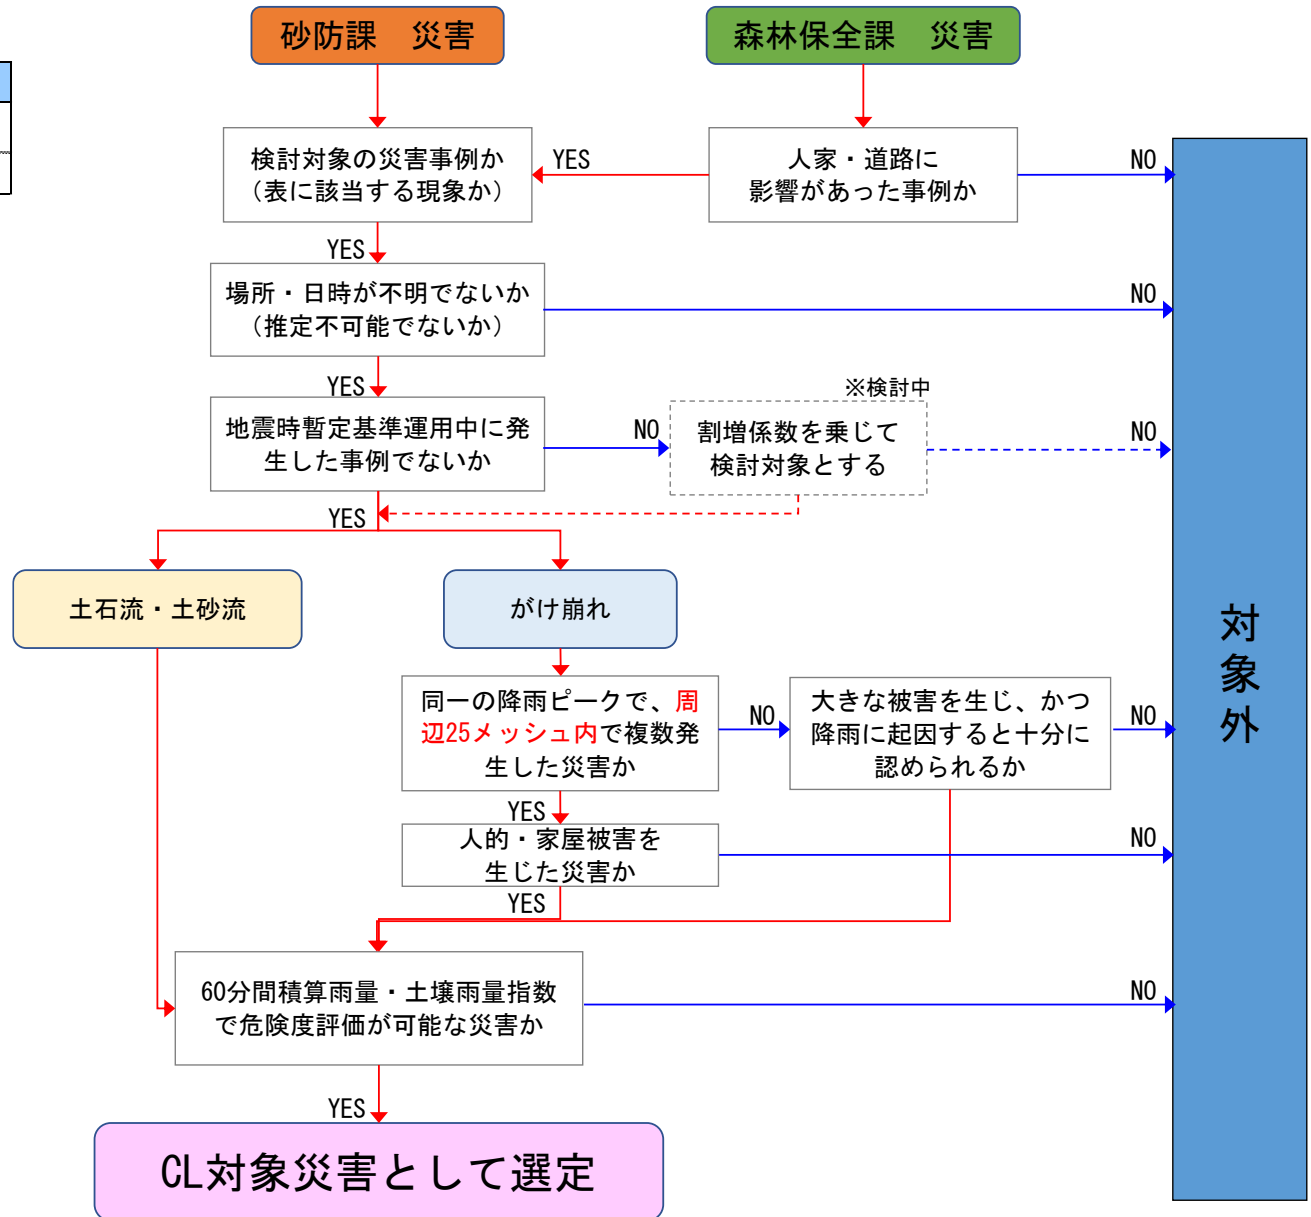 砂防課　災害
森林保全課　災害
検討対象の災害事例か
（表に該当する現象か）
YES
人家・道路に
影響があった事例か
NO
YES
場所・日時が不明でないか
（推定不可能でないか）
NO
YES
※検討中
地震時暫定基準運用中に発
生した事例でないか
NO
割増係数を乗じて
検討対象とする
NO
YES
土石流・土砂流
がけ崩れ
対象外
同一の降雨ピークで、周
辺25メッシュ内で複数発
生した災害か
NO
大きな被害を生じ、かつ
降雨に起因すると十分に
認められるか
NO
YES
人的・家屋被害を
生じた災害か
NO
YES
60分間積算雨量・土壌雨量指数
で危険度評価が可能な災害か
NO
YES
CL対象災害として選定